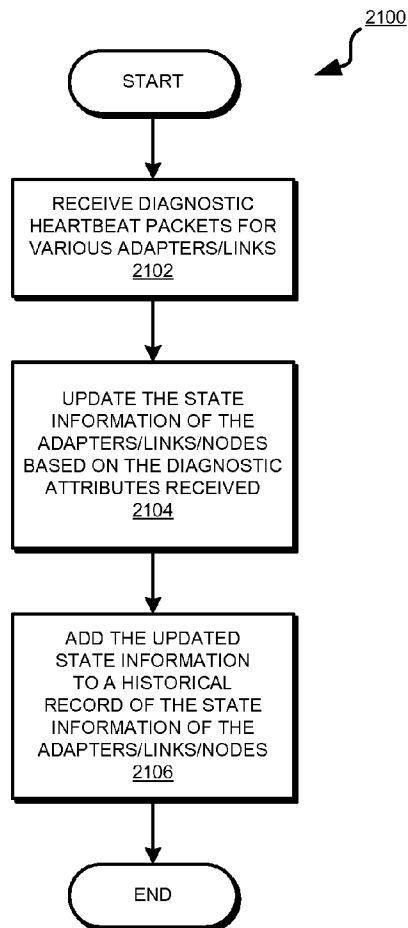 2100
START
RECEIVE DIAGNOSTIC
HEARTBEAT PACKETS FOR
VARIOUS ADAPTERS/LINKS
2102
UPDATE THE STATE
INFORMATION OF THE
ADAPTERS/LINKS/NODES
BASED ON THE DIAGNOSTIC
ATTRIBUTES RECEIVED
2104
ADD THE UPDATED
STATE INFORMATION
TO A HISTORICAL
RECORD OF THE STATE
INFORMATION OF THE
ADAPTERS/LINKS/NODES
2106
END